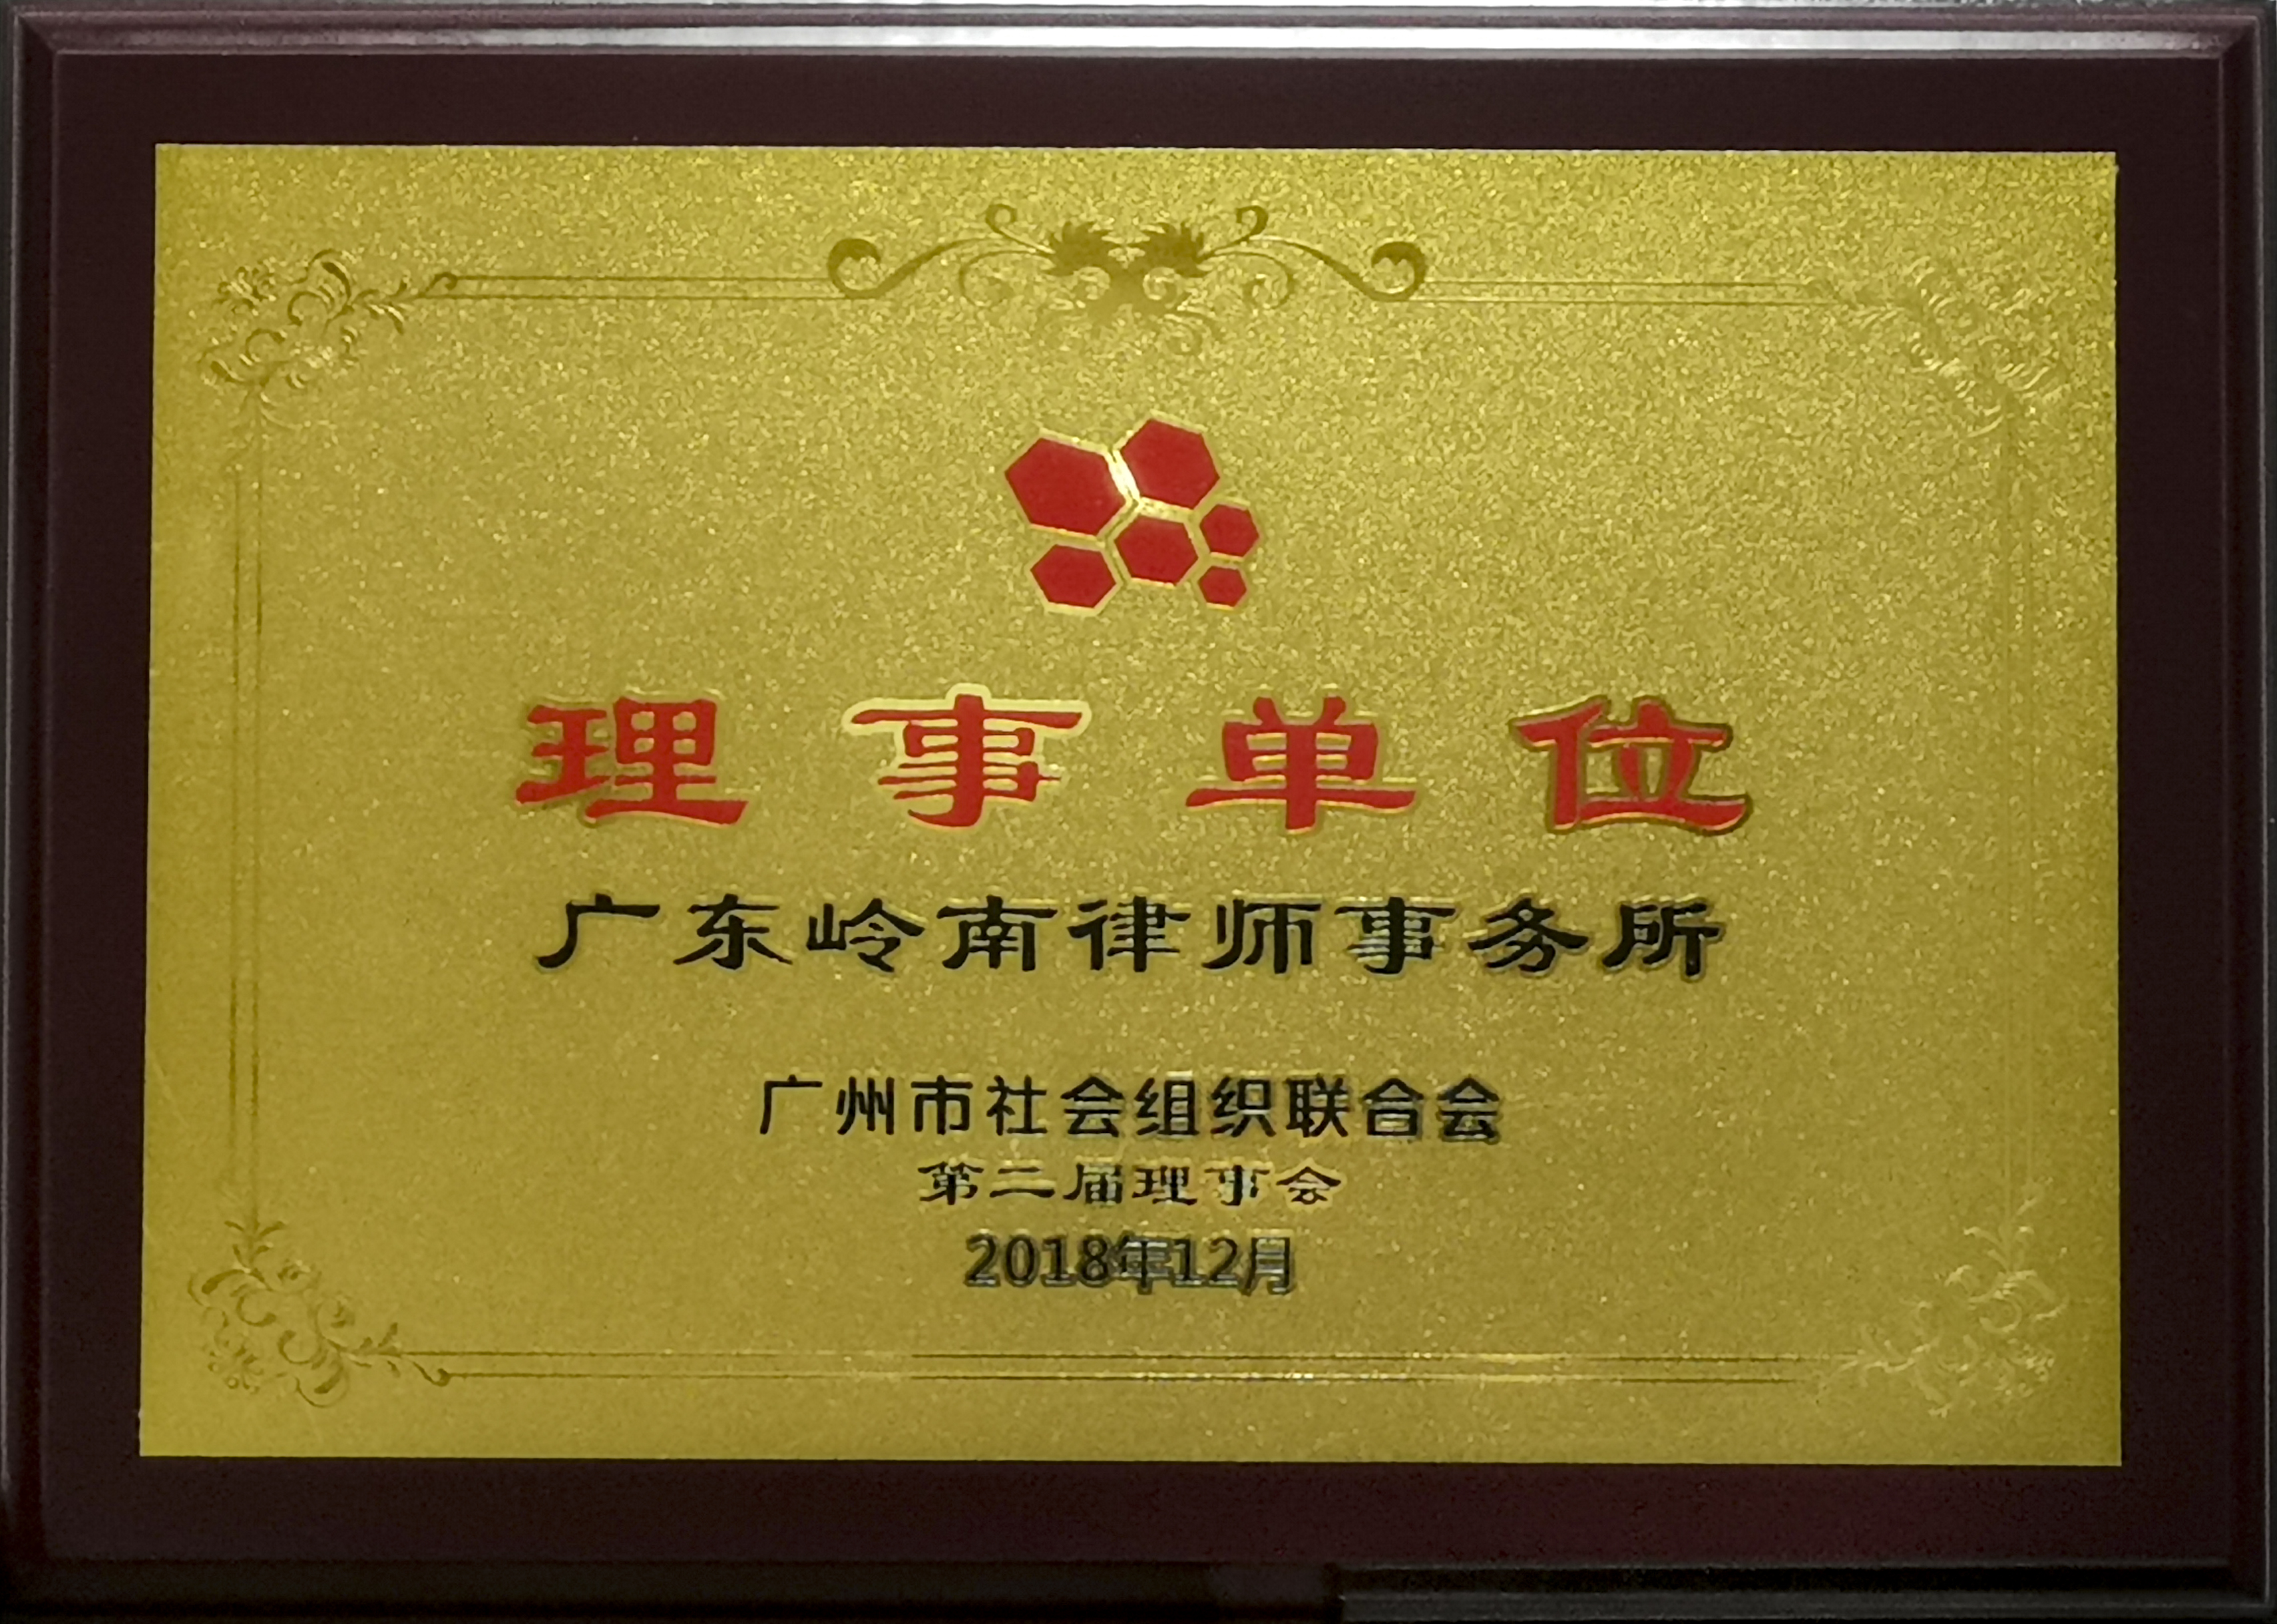 理事单位
广东岭南律师事务所
广州市社会组织联合会
第二届理事会
2018年12月